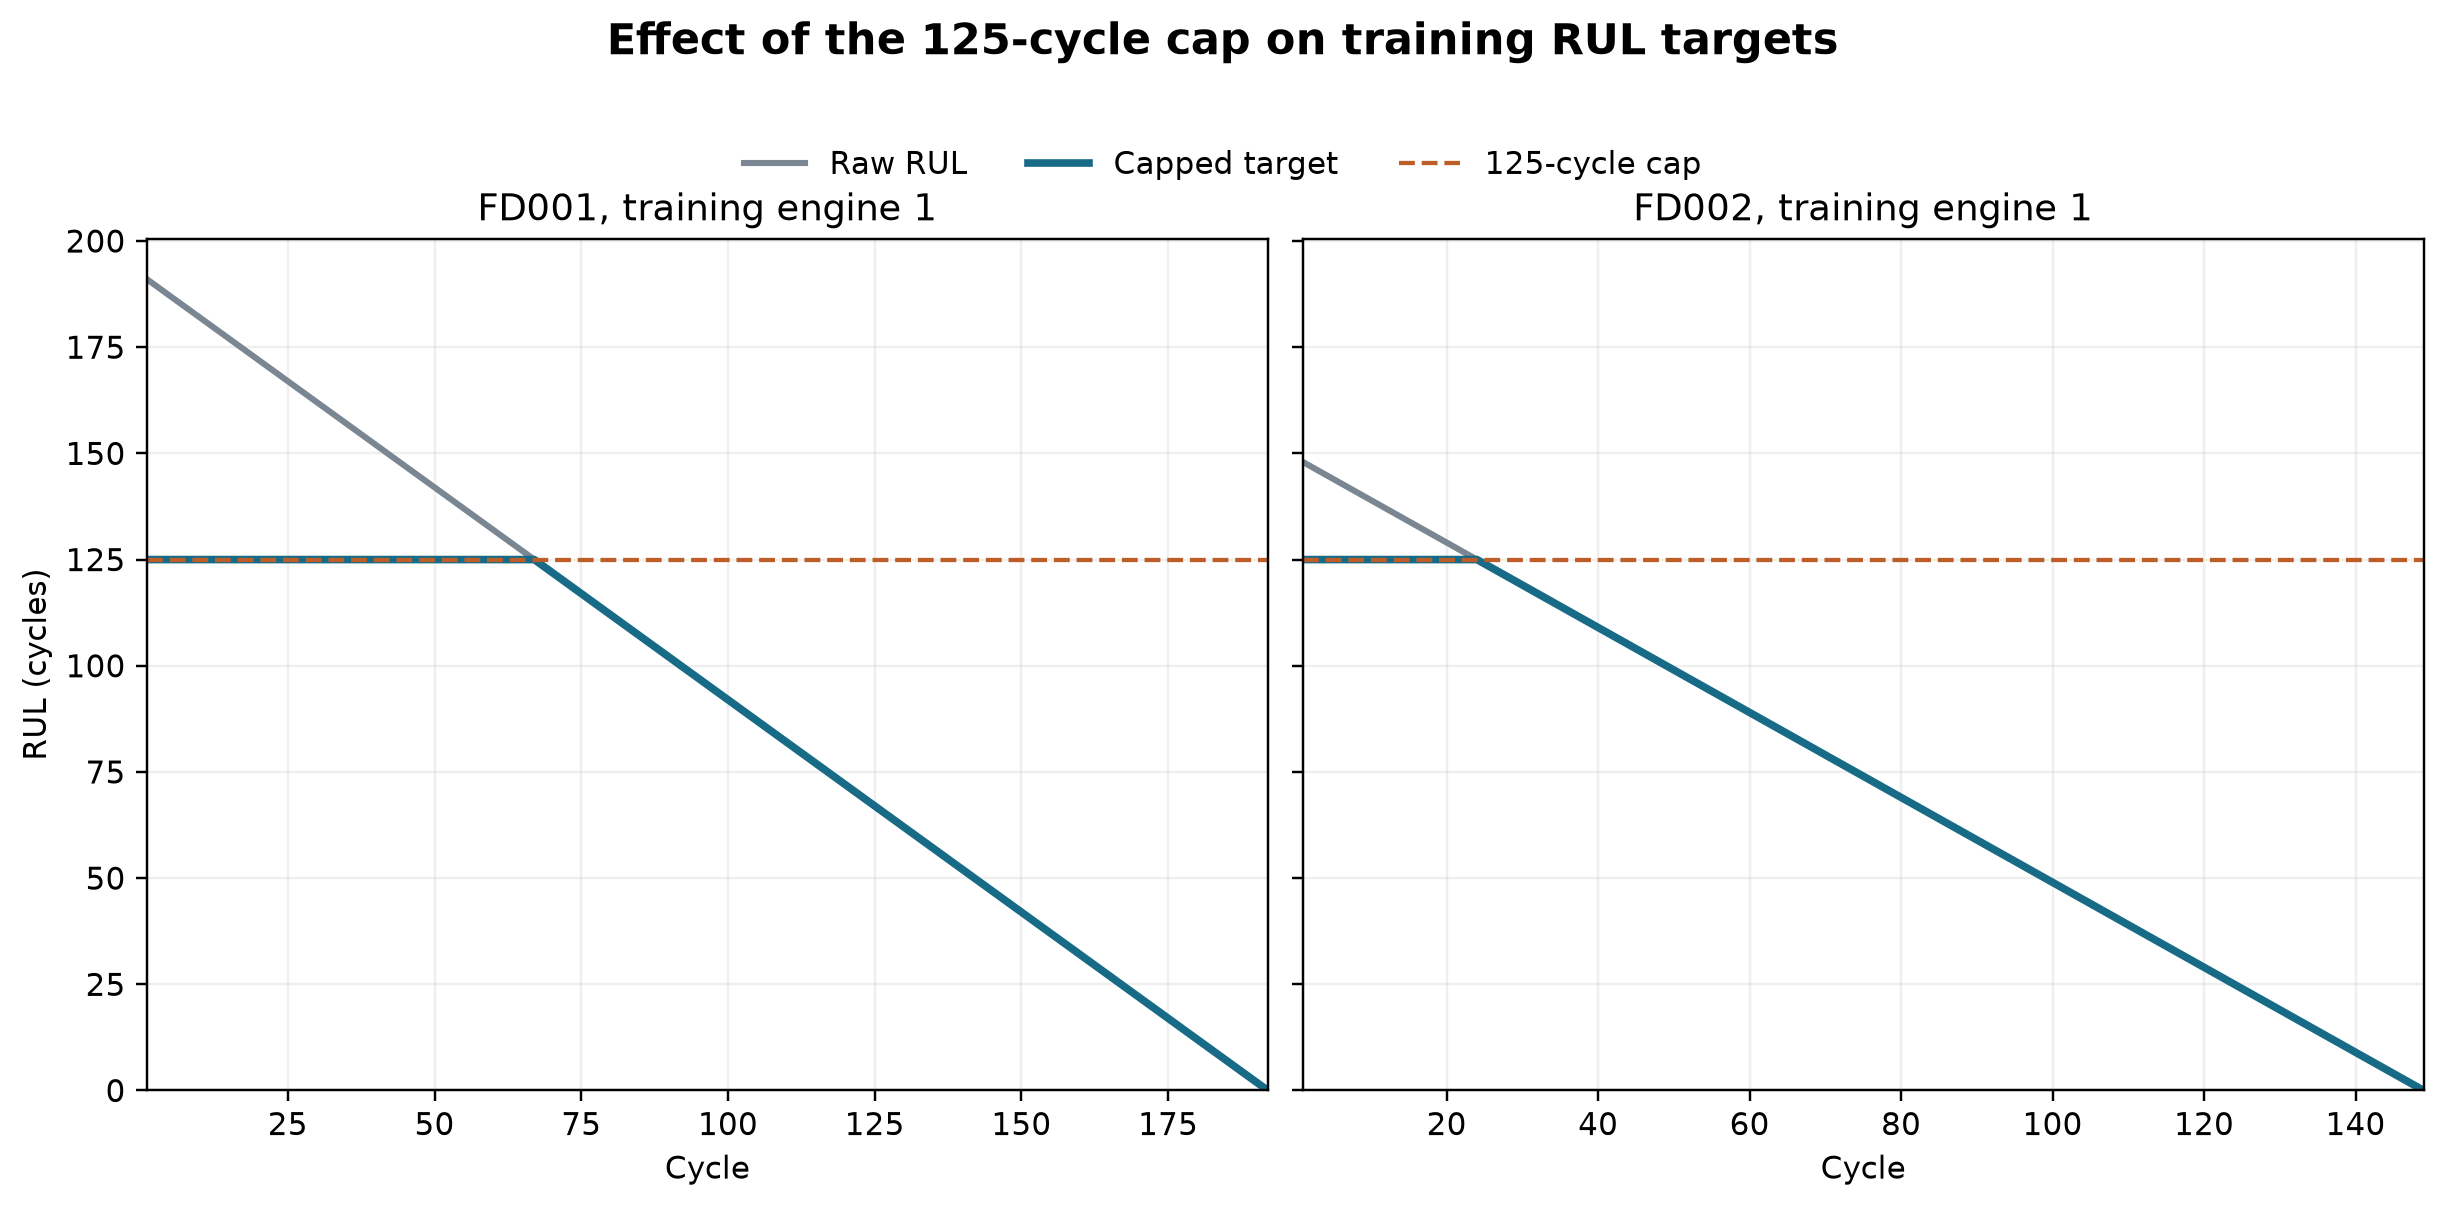 Effect of the 125-cycle cap on training RUL targets
Raw RUL
Capped target
125-cycle cap
FD001, training engine 1
FD002, training engine 1
RUL (cycles)
200
175
150
125
100
75
50
25
0
25 50 75 100 125 150 175
Cycle
20 40 60 80 100 120 140
Cycle